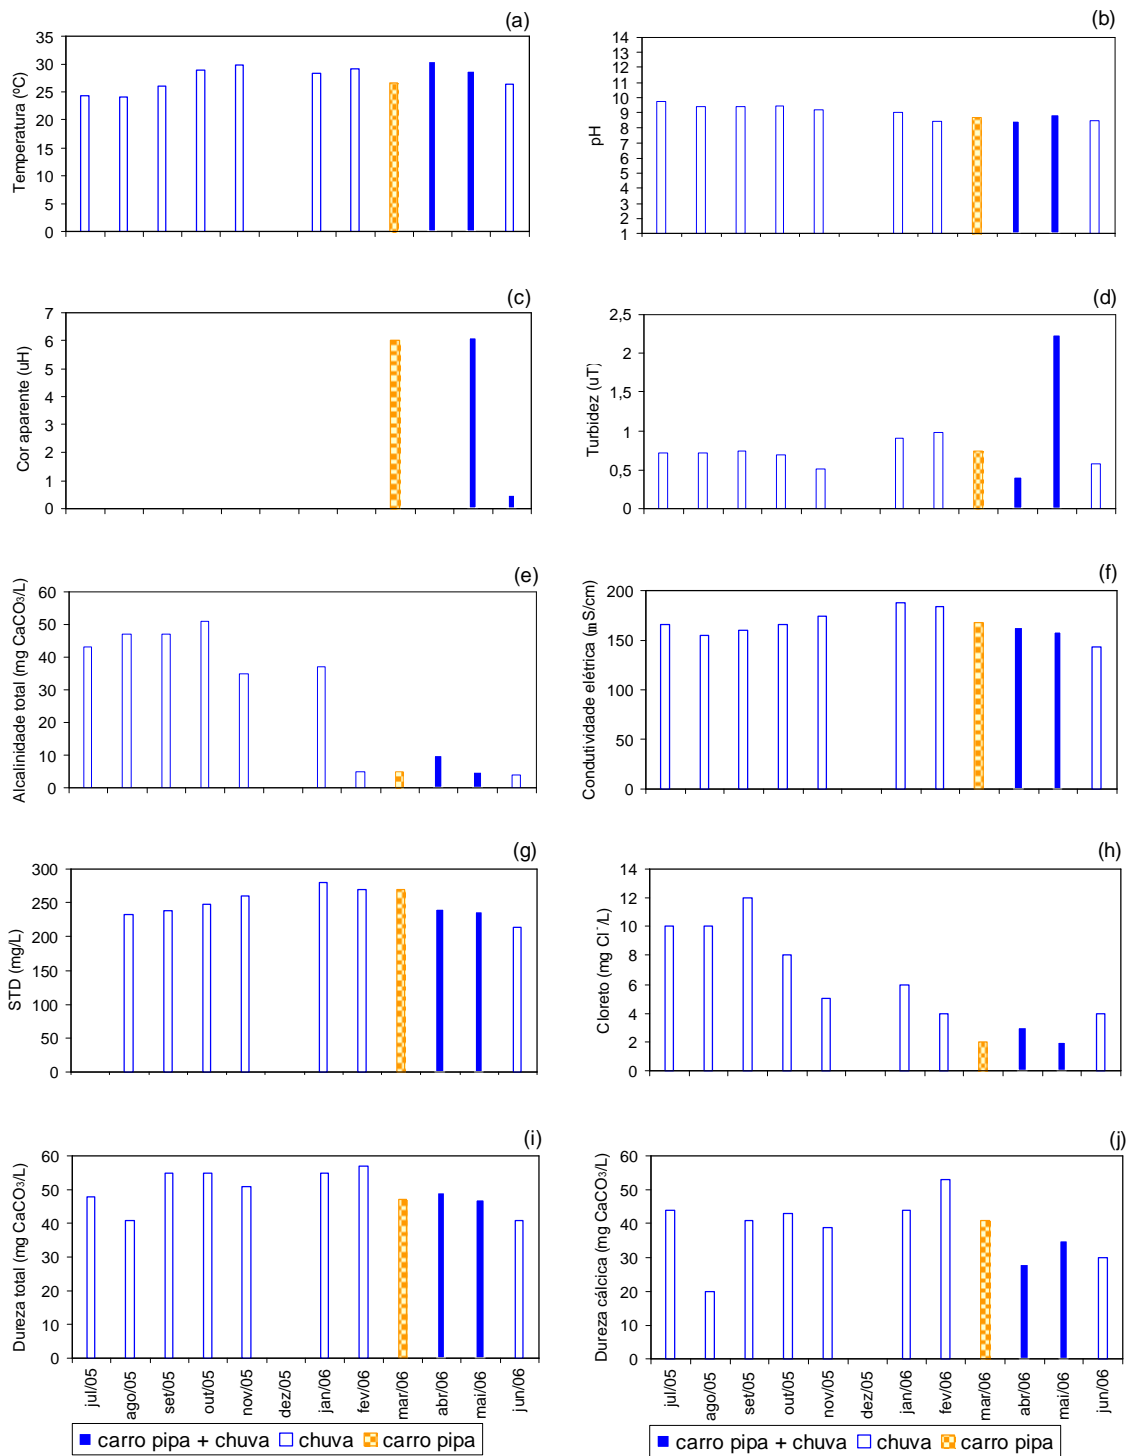 (a)
Temperatura (ºC)
35
30
25
20
15
10
5
0
(b)
pH
14
13
12
11
10
9
8
7
6
5
4
3
2
1
(c)
Cor aparente (uH)
7
6
5
4
3
2
1
0
(d)
Turbidez (uT)
2,5
2
1,5
1
0,5
0
(e)
Alcalinidade total (mg CaCO3/L)
60
50
40
30
20
10
0
(f)
Condutividade elétrica (mS/cm)
200
150
100
50
0
(g)
STD (mg/L)
300
250
200
150
100
50
0
(h)
Cloreto (mg Cl-/L)
14
12
10
8
6
4
2
0
(i)
Dureza total (mg CaCO3/L)
60
50
40
30
20
10
0
jul/05
ago/05
set/05
out/05
nov/05
dez/05
jan/06
fev/06
mar/06
abr/06
mai/06
jun/06
carro pipa + chuva chuva carro pipa
(j)
Dureza cálcica (mg CaCO3/L)
60
50
40
30
20
10
0
jul/05
ago/05
set/05
out/05
nov/05
dez/05
jan/06
fev/06
mar/06
abr/06
mai/06
jun/06
carro pipa + chuva chuva carro pipa